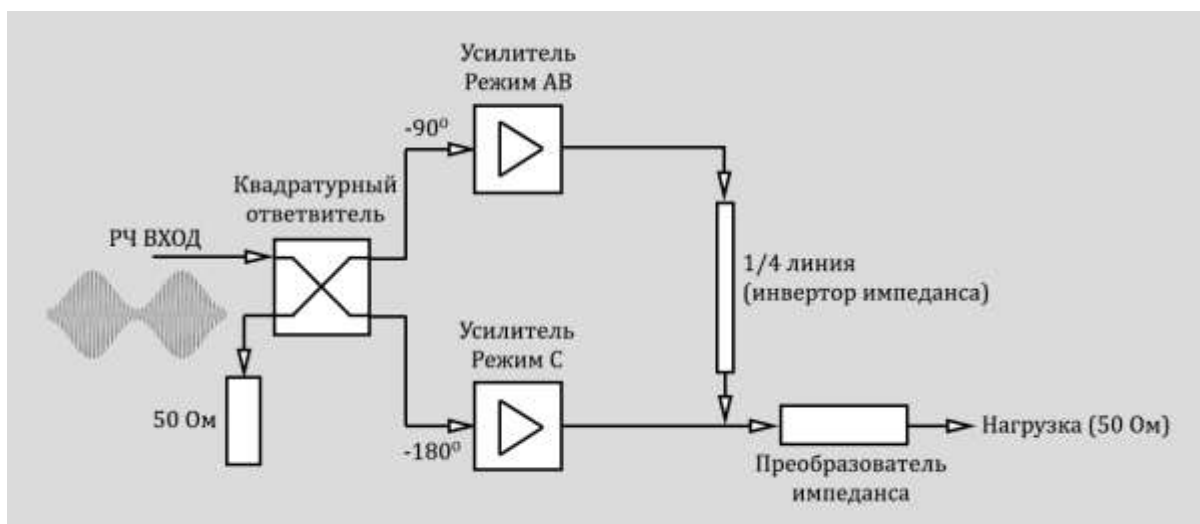 Усилитель
Режим АВ
-90⁰
Квадратурный
ответвитель
РЧ ВХОД
1/4 линия
(инвертор импеданса)
Усилитель
Режим С
50 Ом
-180⁰
Нагрузка (50 Ом)
Преобразователь
импеданса